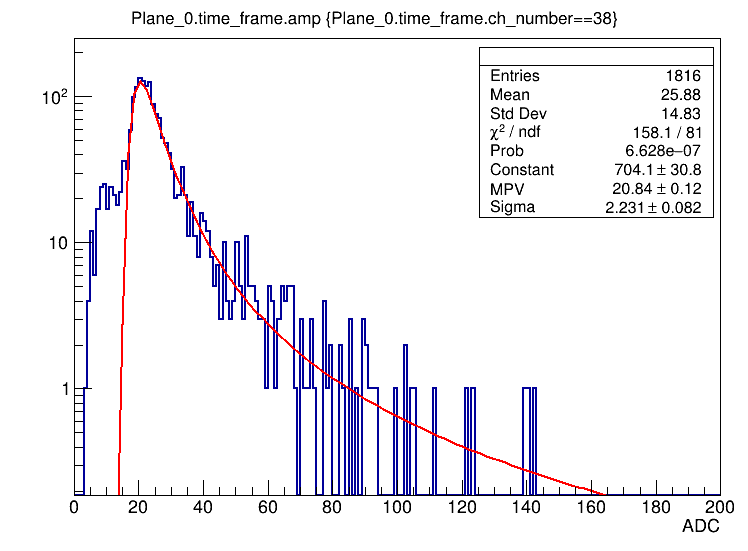 Plane_0.time_frame.amp {Plane_0.time_frame.ch_number==38}
Entries 1816
Mean 25.88
Std Dev 14.83
χ² / ndf 158.1 / 81
Prob 6.628e−07
Constant 704.1 ± 30.8
MPV 20.84 ± 0.12
Sigma 2.231 ± 0.082
10²
10
1
0 20 40 60 80 100 120 140 160 180 200
ADC